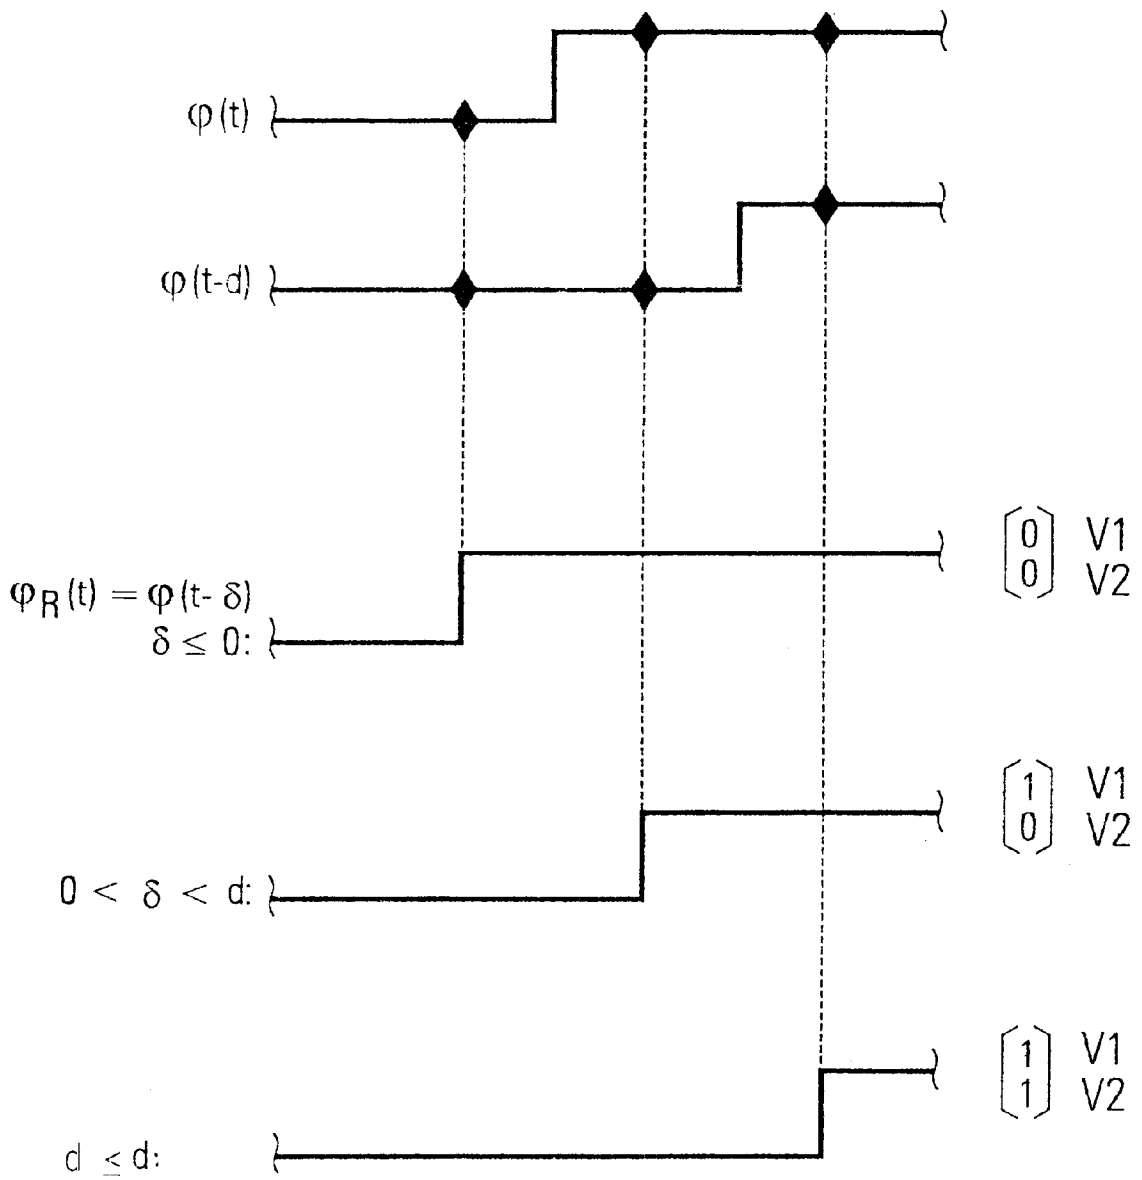 φ(t)
φ(t-d)
φR(t) = φ(t- δ)
δ ≤ 0:
[0 V1
0] V2
0 < δ < d:
[1 V1
0] V2
d ≤ d:
[1 V1
1] V2